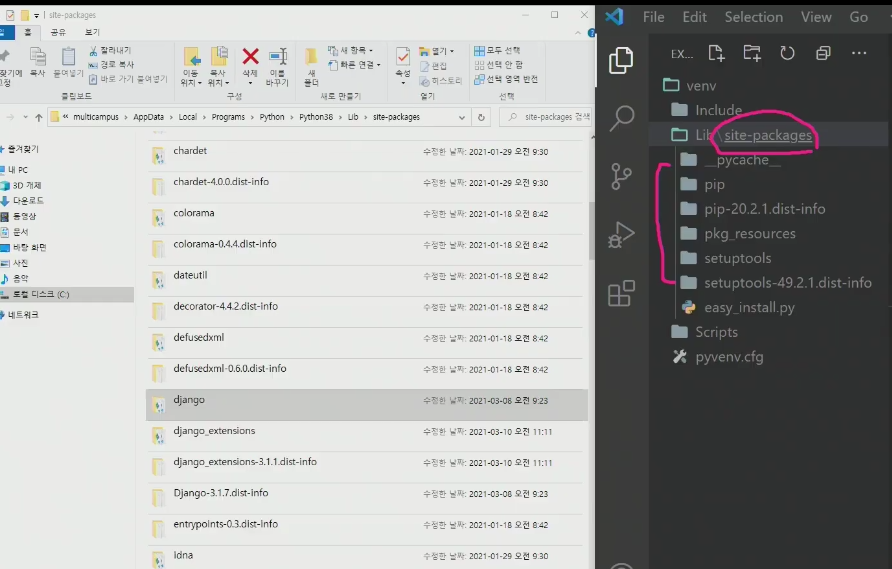 site-packages
홈
공유
보기
복사
붙여넣기
잘라내기
경로 복사
바로 가기 붙여넣기
클립보드
이동 위치
복사 위치
삭제
이름 바꾸기
구성
새 폴더
새 항목
빠른 연결
새로 만들기
속성
열기
편집
히스토리
열기
모두 선택
선택 안 함
선택 영역 반전
선택
« multicampus > AppData > Local > Programs > Python > Python38 > Lib > site-packages
site-packages 검색
즐겨찾기
내 PC
3D 개체
다운로드
동영상
문서
바탕 화면
사진
음악
로컬 디스크 (C:)
네트워크
chardet 수정한 날짜: 2021-01-29 오전 9:30
chardet-4.0.0.dist-info 수정한 날짜: 2021-01-29 오전 9:30
colorama 수정한 날짜: 2021-01-18 오전 8:42
colorama-0.4.4.dist-info 수정한 날짜: 2021-01-18 오전 8:42
dateutil 수정한 날짜: 2021-01-18 오전 8:42
decorator-4.4.2.dist-info 수정한 날짜: 2021-01-18 오전 8:42
defusedxml 수정한 날짜: 2021-01-18 오전 8:42
defusedxml-0.6.0.dist-info 수정한 날짜: 2021-01-18 오전 8:42
django 수정한 날짜: 2021-03-08 오전 9:23
django_extensions 수정한 날짜: 2021-03-10 오전 11:11
django_extensions-3.1.1.dist-info 수정한 날짜: 2021-03-10 오전 11:11
Django-3.1.7.dist-info 수정한 날짜: 2021-03-08 오전 9:23
entrypoints-0.3.dist-info 수정한 날짜: 2021-01-18 오전 8:42
idna 수정한 날짜: 2021-01-29 오전 9:30
File Edit Selection View Go
EX...
venv
Include
Lib \ site-packages
__pycache__
pip
pip-20.2.1.dist-info
pkg_resources
setuptools
setuptools-49.2.1.dist-info
easy_install.py
Scripts
pyvenv.cfg